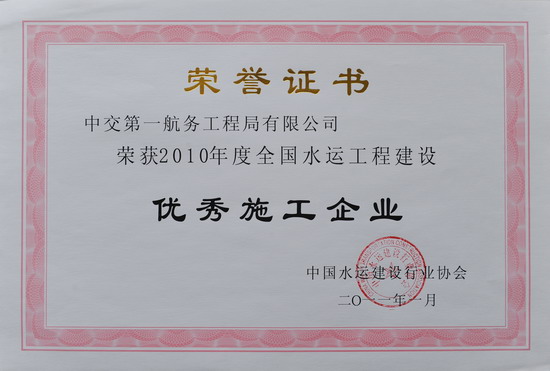 荣誉证书
中交第一航务工程局有限公司
荣获2010年度全国水运工程建设
优秀施工企业
中国水运建设行业协会
二〇一一年一月